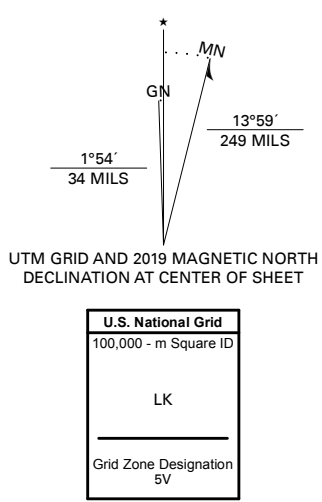 ★
MN
GN
13°59´
249 MILS
1°54´
34 MILS
UTM GRID AND 2019 MAGNETIC NORTH
DECLINATION AT CENTER OF SHEET
U.S. National Grid
100,000 - m Square ID
LK
Grid Zone Designation
5V